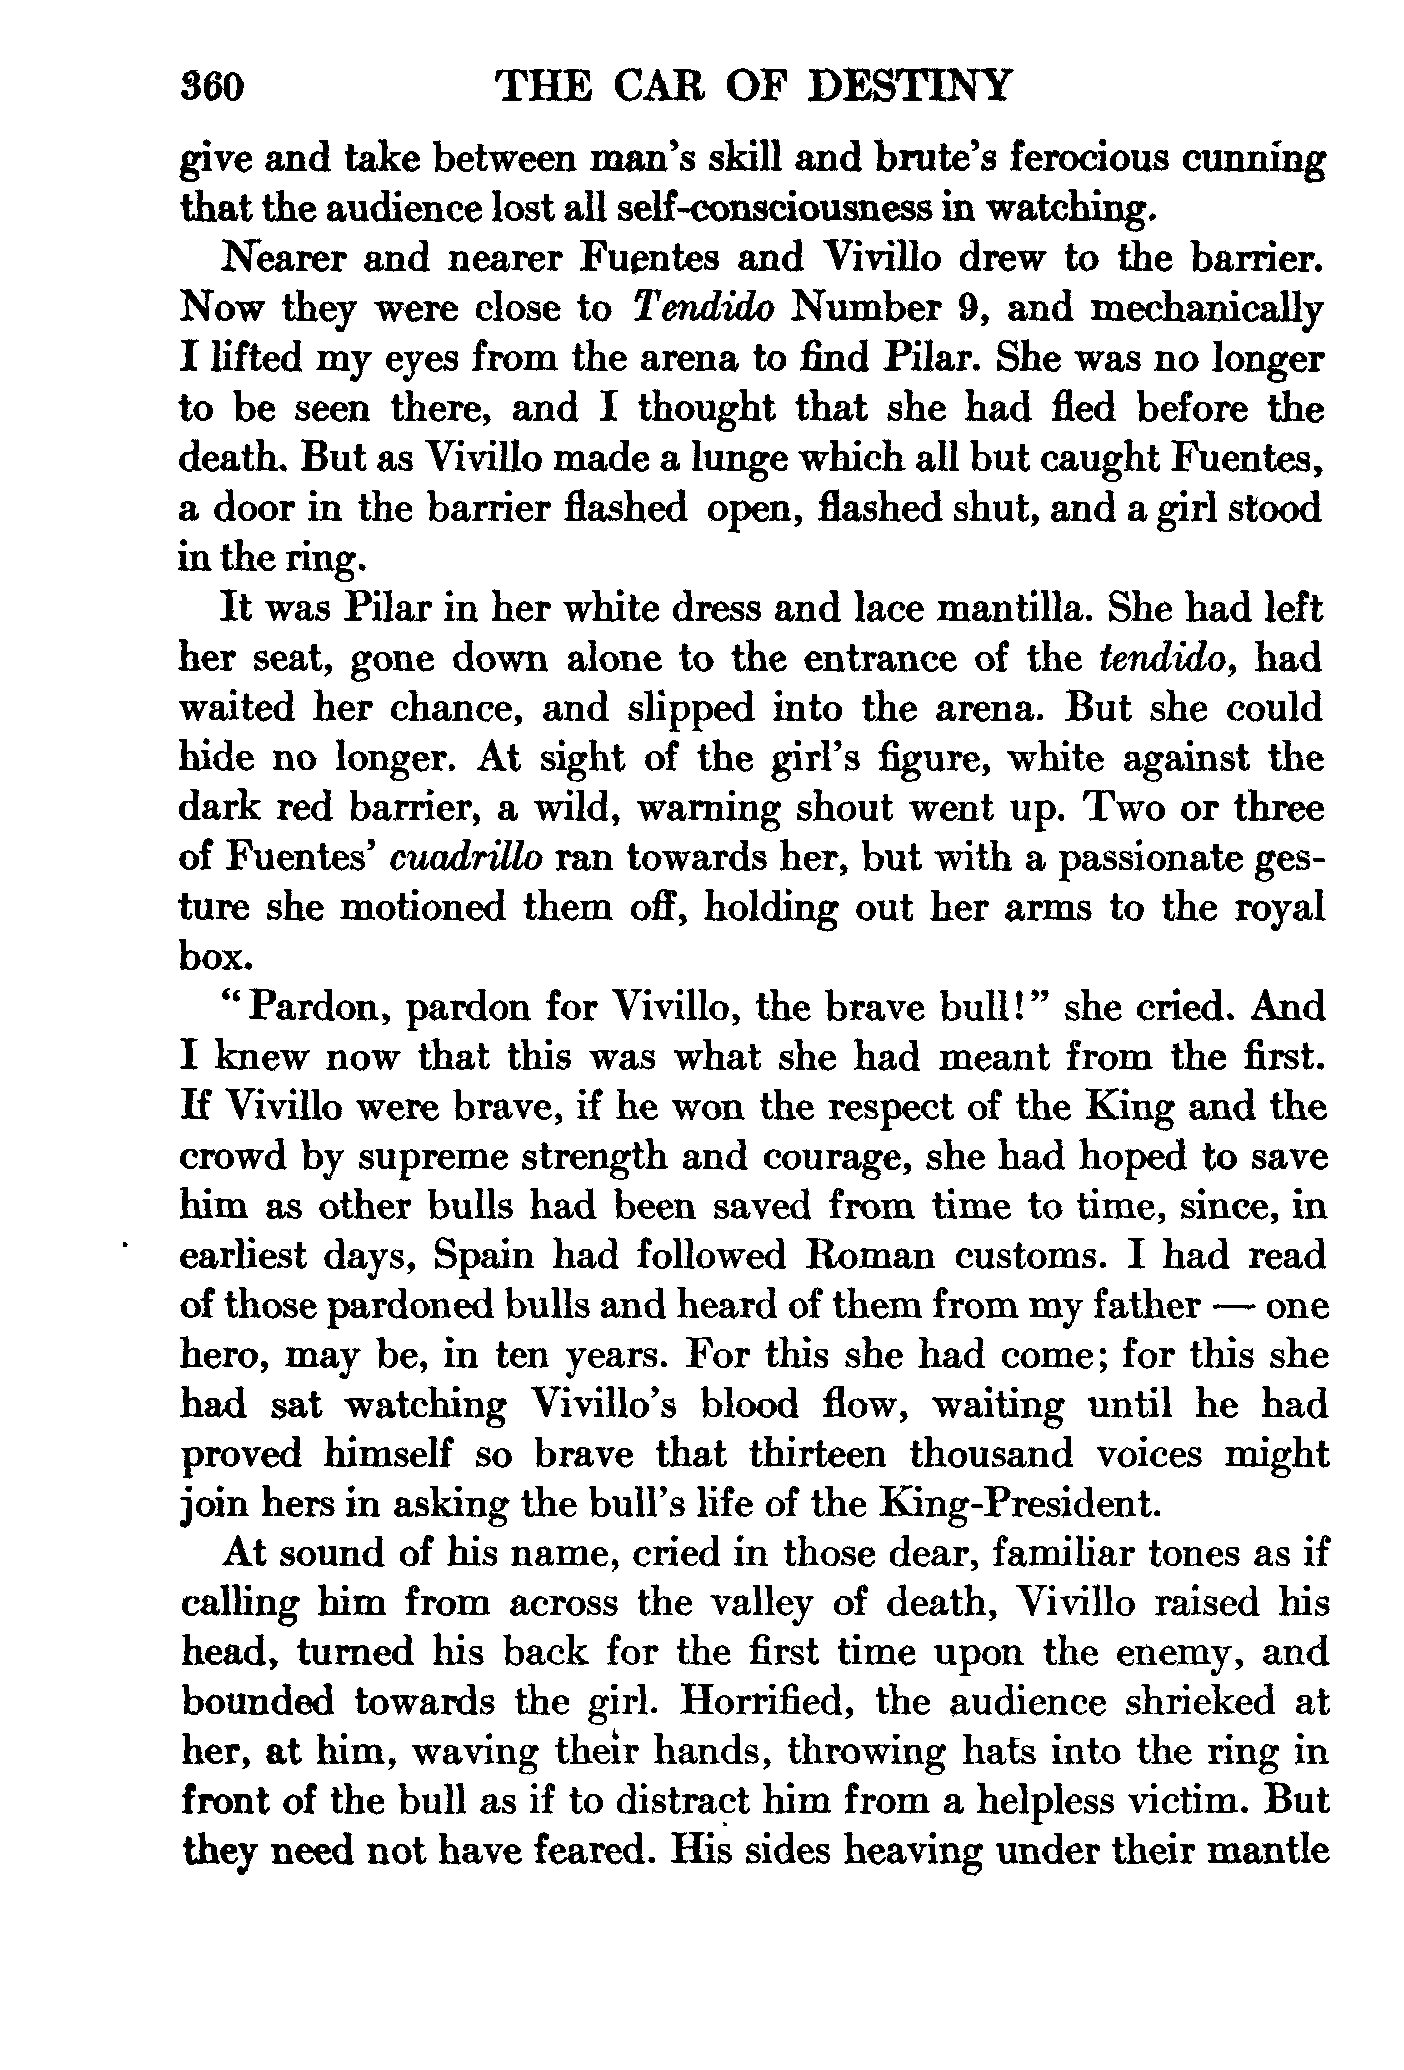 360 THE CAR OF DESTINY
give and take between man's skill and brute's ferocious cunning
that the audience lost all self-consciousness in watching.
Nearer and nearer Fuentes and Vivillo drew to the barrier.
Now they were close to Tendido Number 9, and mechanically
I lifted my eyes from the arena to find Pilar. She was no longer
to be seen there, and I thought that she had fled before the
death. But as Vivillo made a lunge which all but caught Fuentes,
a door in the barrier flashed open, flashed shut, and a girl stood
in the ring.
It was Pilar in her white dress and lace mantilla. She had left
her seat, gone down alone to the entrance of the tendido, had
waited her chance, and slipped into the arena. But she could
hide no longer. At sight of the girl's figure, white against the
dark red barrier, a wild, warning shout went up. Two or three
of Fuentes' cuadrillo ran towards her, but with a passionate ges-
ture she motioned them off, holding out her arms to the royal
box.
"Pardon, pardon for Vivillo, the brave bull!" she cried. And
I knew now that this was what she had meant from the first.
If Vivillo were brave, if he won the respect of the King and the
crowd by supreme strength and courage, she had hoped to save
him as other bulls had been saved from time to time, since, in
earliest days, Spain had followed Roman customs. I had read
of those pardoned bulls and heard of them from my father — one
hero, may be, in ten years. For this she had come; for this she
had sat watching Vivillo's blood flow, waiting until he had
proved himself so brave that thirteen thousand voices might
join hers in asking the bull's life of the King-President.
At sound of his name, cried in those dear, familiar tones as if
calling him from across the valley of death, Vivillo raised his
head, turned his back for the first time upon the enemy, and
bounded towards the girl. Horrified, the audience shrieked at
her, at him, waving their hands, throwing hats into the ring in
front of the bull as if to distract him from a helpless victim. But
they need not have feared. His sides heaving under their mantle